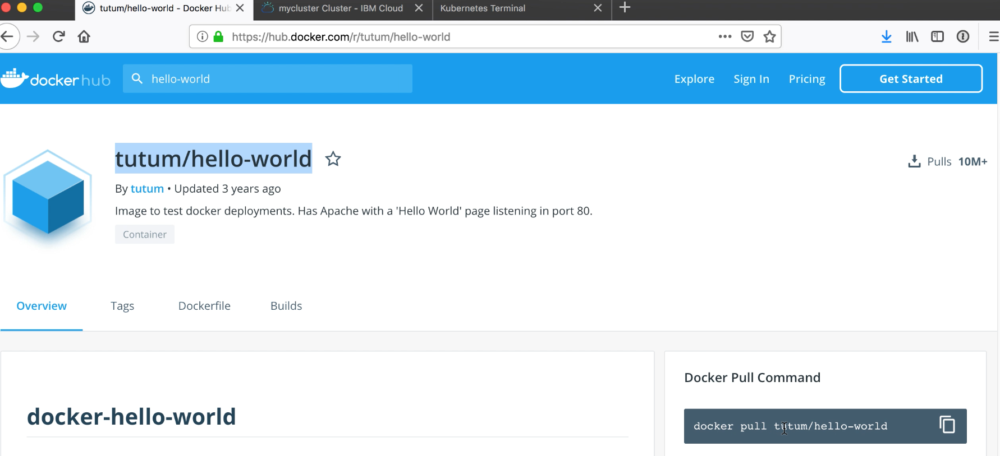 tutum/hello-world - Docker Hub
mycluster Cluster - IBM Cloud
Kubernetes Terminal
https://hub.docker.com/r/tutum/hello-world
docker hub
hello-world
Explore
Sign In
Pricing
Get Started
tutum/hello-world
Pulls 10M+
By tutum • Updated 3 years ago
Image to test docker deployments. Has Apache with a 'Hello World' page listening in port 80.
Container
Overview
Tags
Dockerfile
Builds
docker-hello-world
Docker Pull Command
docker pull tutum/hello-world